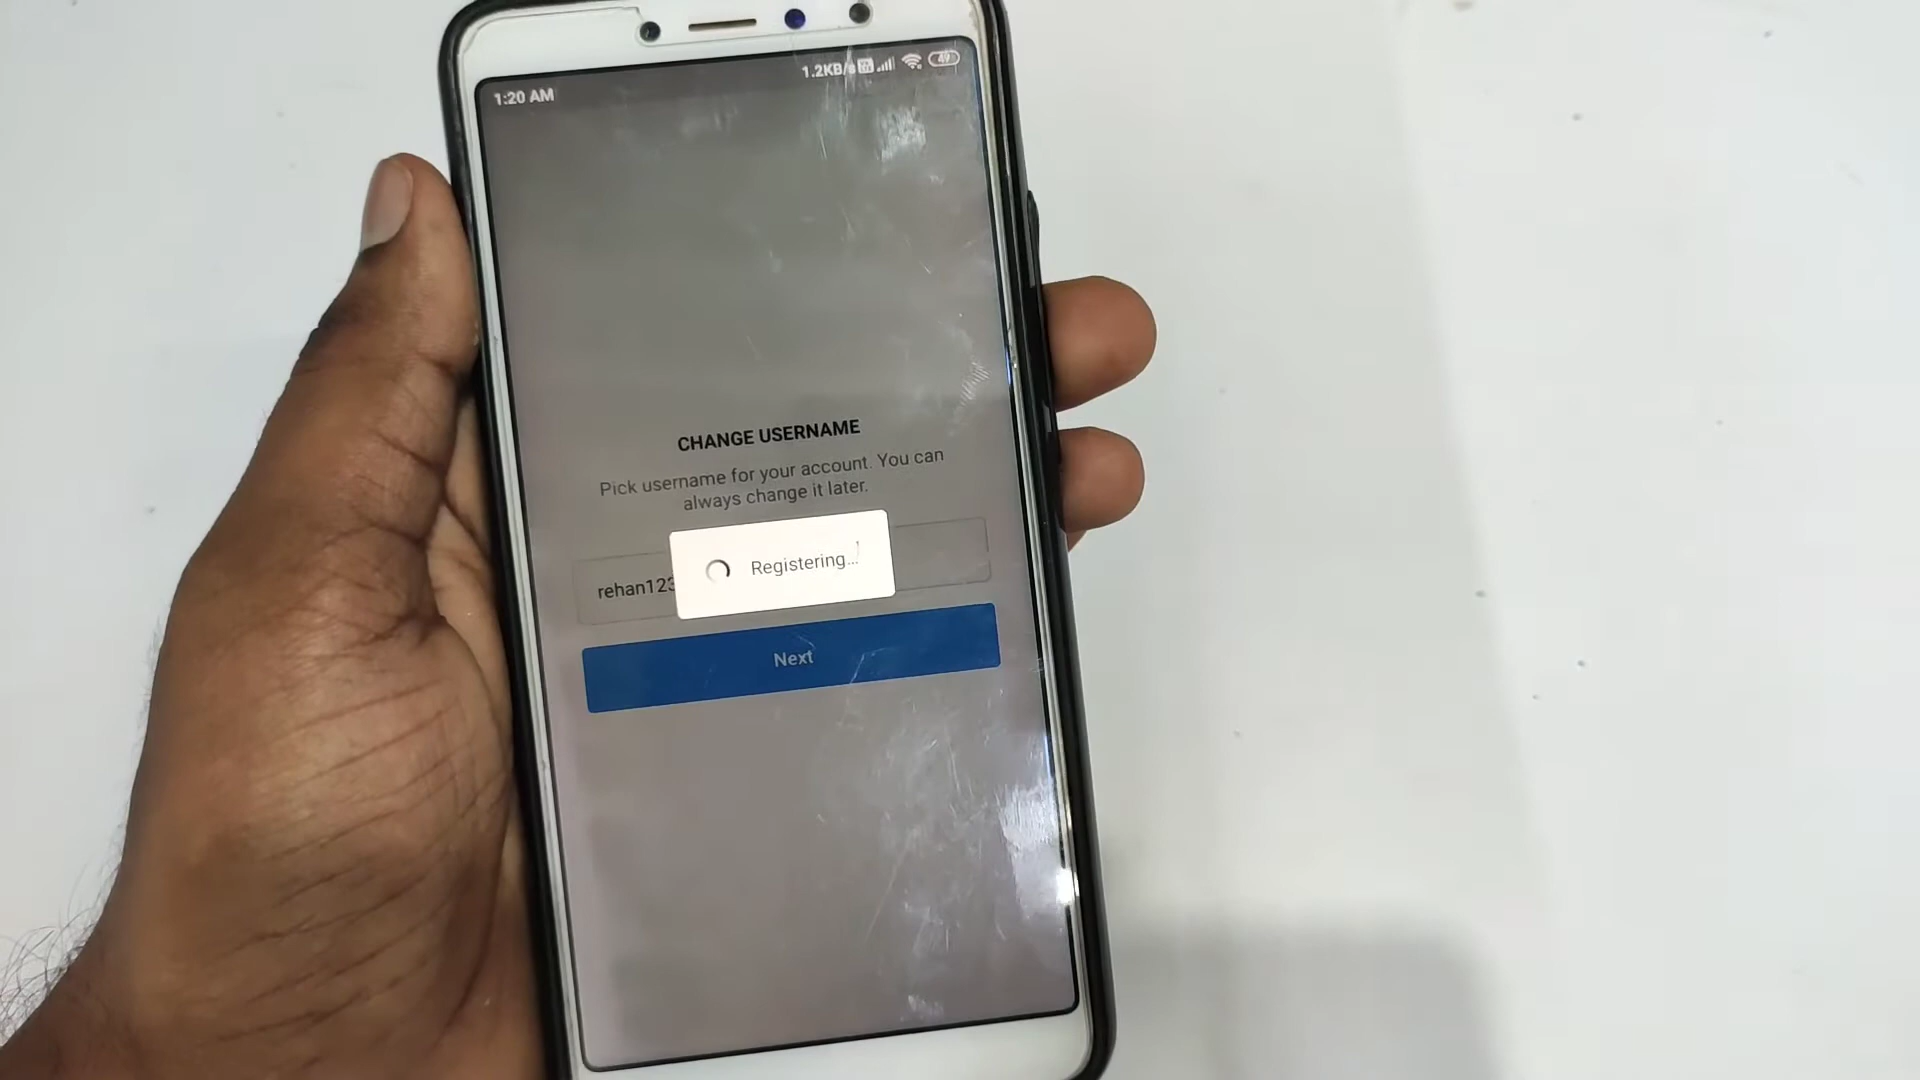 1.2KB/s 49
1:20 AM
CHANGE USERNAME
Pick username for your account. You can
always change it later.
Registering...
rehan123
Next